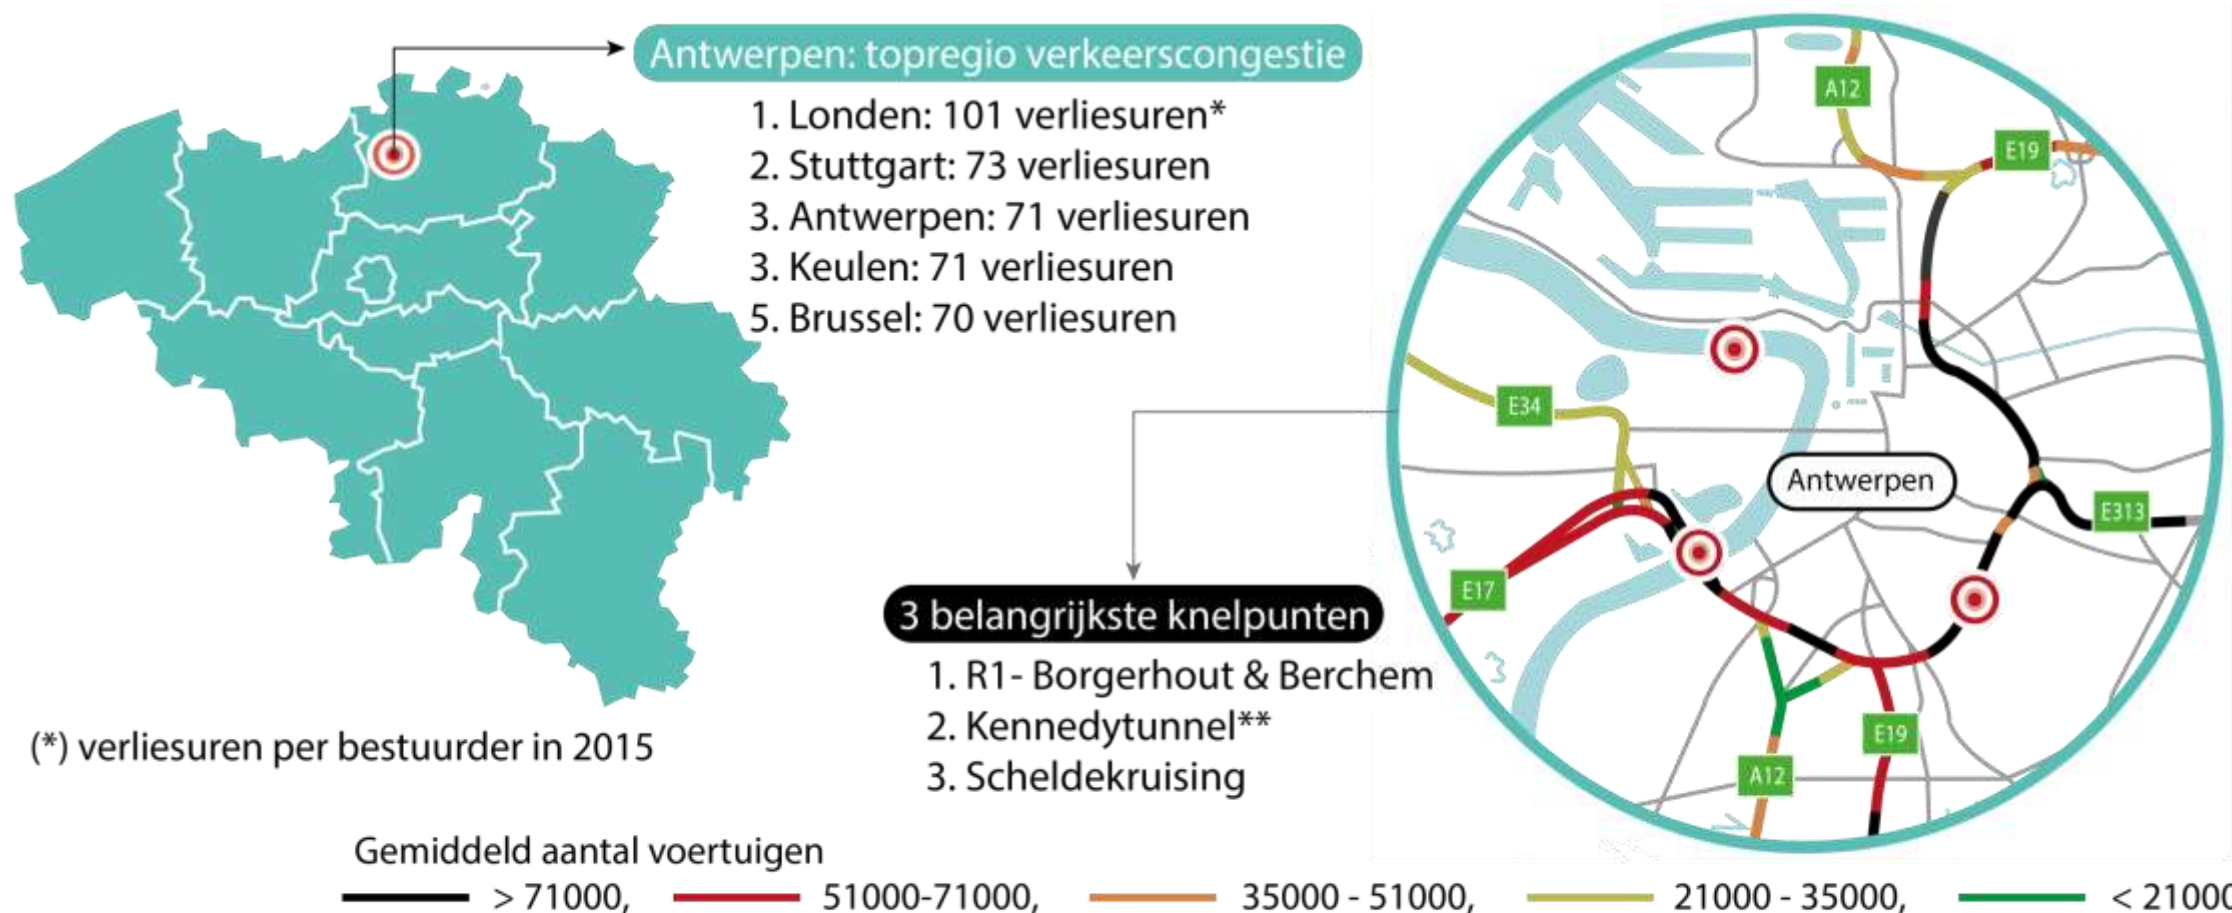 Antwerpen: topregio verkeerscongestie
1. Londen: 101 verliesuren*
2. Stuttgart: 73 verliesuren
3. Antwerpen: 71 verliesuren
3. Keulen: 71 verliesuren
5. Brussel: 70 verliesuren
(*) verliesuren per bestuurder in 2015
3 belangrijkste knelpunten
1. R1- Borgerhout & Berchem
2. Kennedytunnel**
3. Scheldekruising
A12
E19
E34
Antwerpen
E313
E17
E19
A12
Gemiddeld aantal voertuigen
> 71000, 51000-71000, 35000 - 51000, 21000 - 35000, < 21000